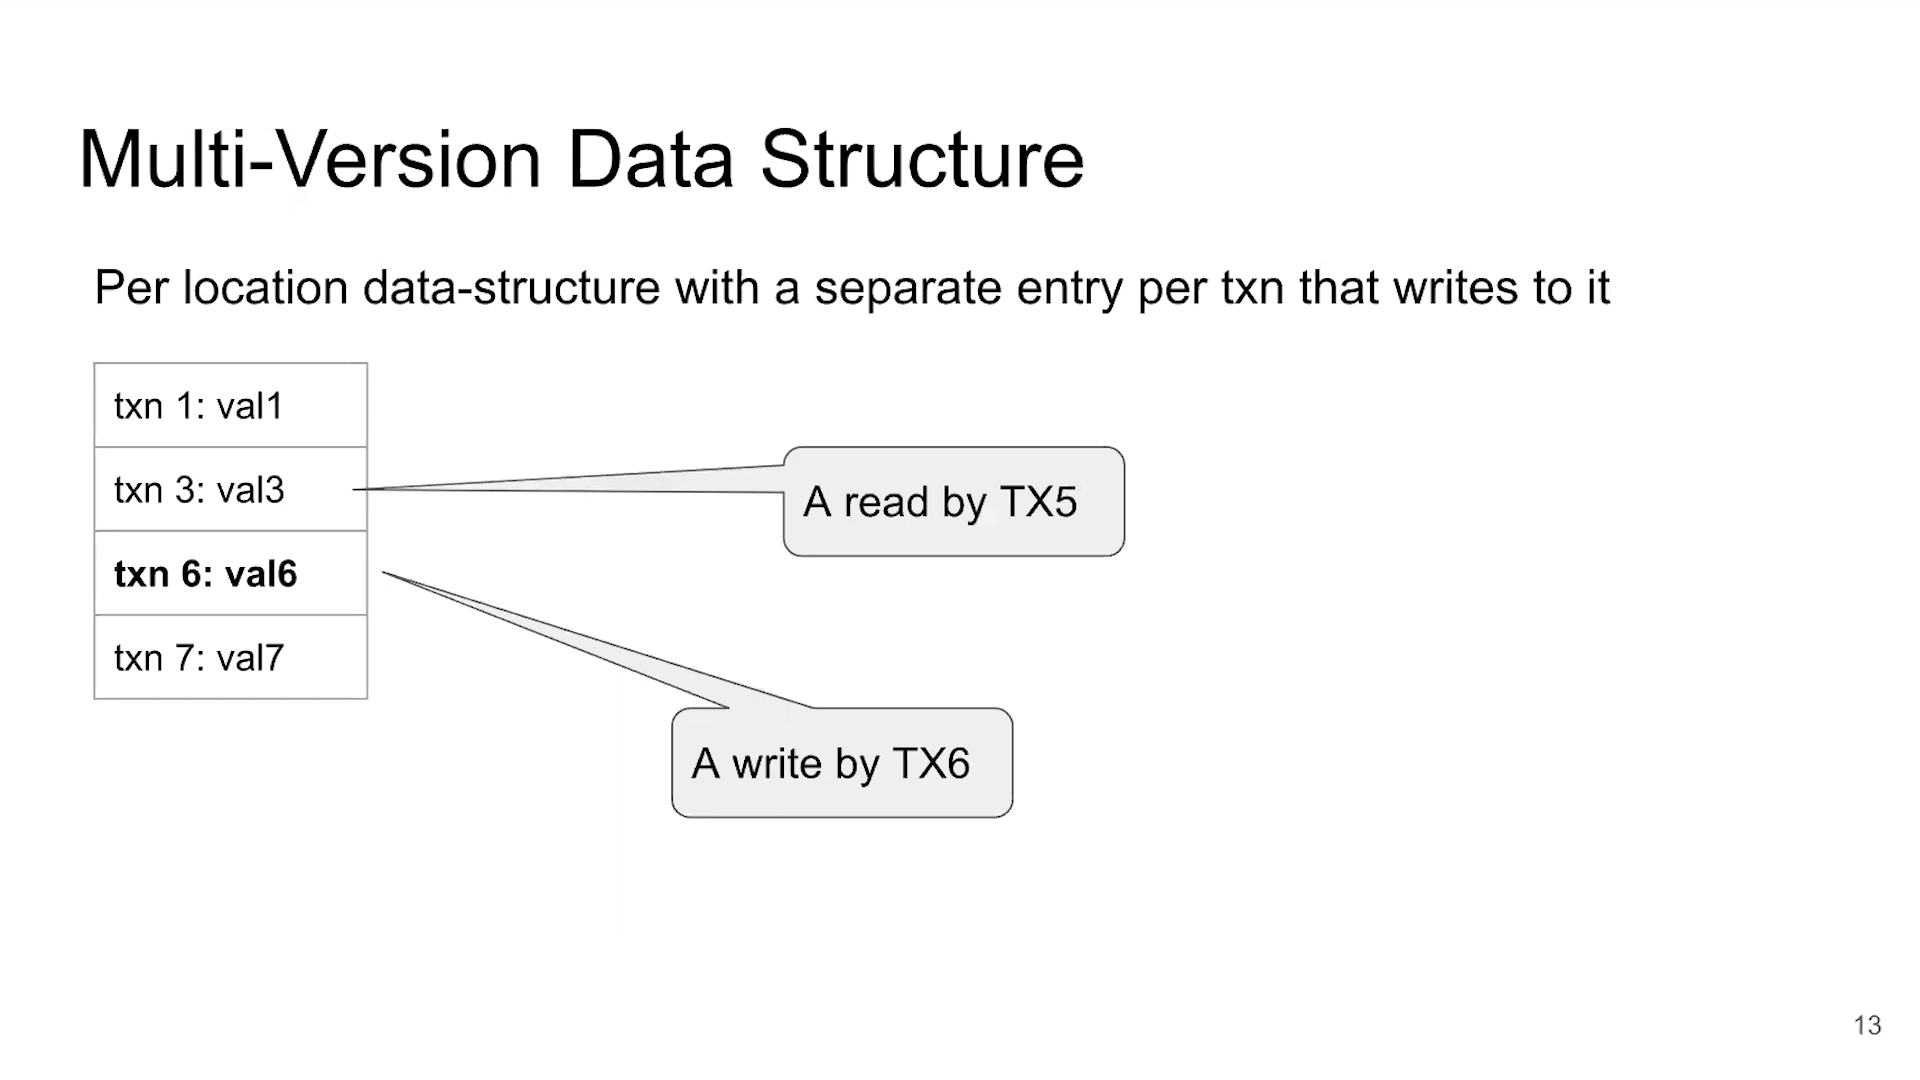 Multi-Version Data Structure
Per location data-structure with a separate entry per txn that writes to it
txn 1: val1
txn 3: val3
txn 6: val6
txn 7: val7
A read by TX5
A write by TX6
13